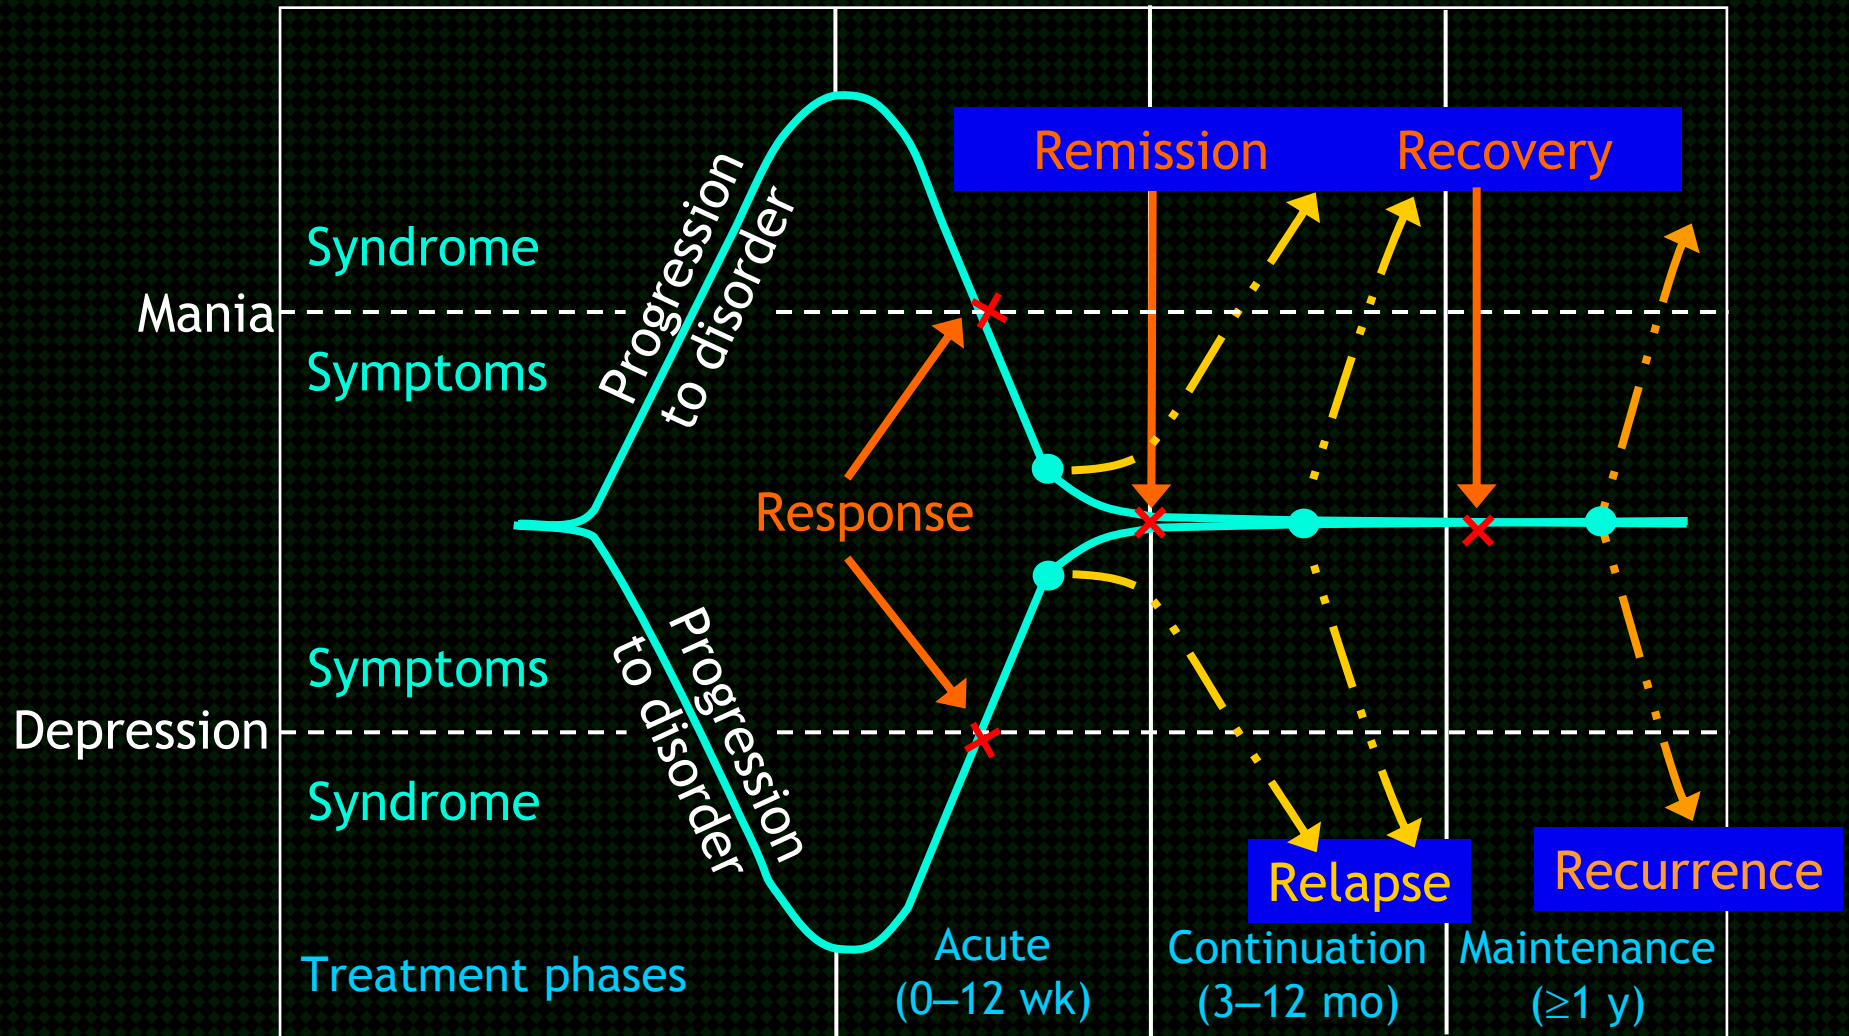 Remission
Recovery
Progression
to disorder
Syndrome
Mania
Symptoms
Response
Progression
to disorder
Symptoms
Depression
Syndrome
Relapse
Recurrence
Treatment phases
Acute
(0–12 wk)
Continuation
(3–12 mo)
Maintenance
(≥1 y)